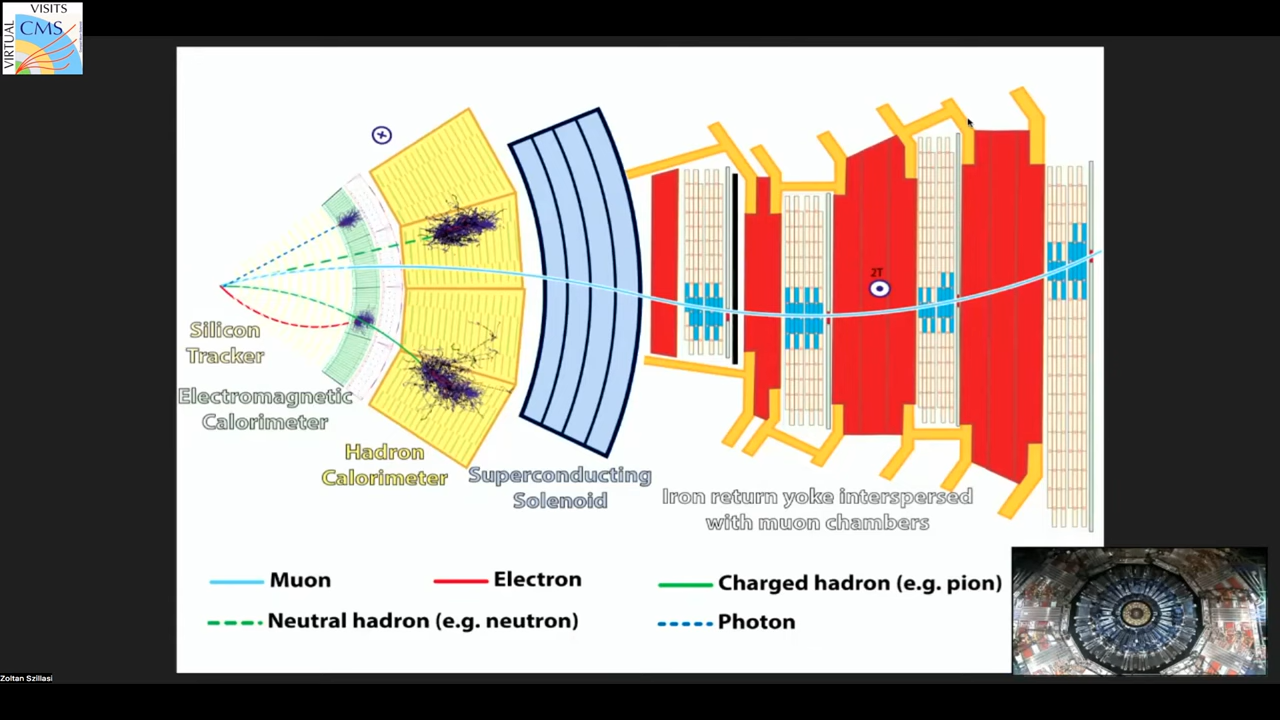 VISITS
CMS
VIRTUAL
2T
Silicon
Tracker
Electromagnetic
Calorimeter
Hadron
Calorimeter
Superconducting
Solenoid
Iron return yoke interspersed
with muon chambers
Muon
Electron
Charged hadron (e.g. pion)
Neutral hadron (e.g. neutron)
Photon
Zoltan Szillasi